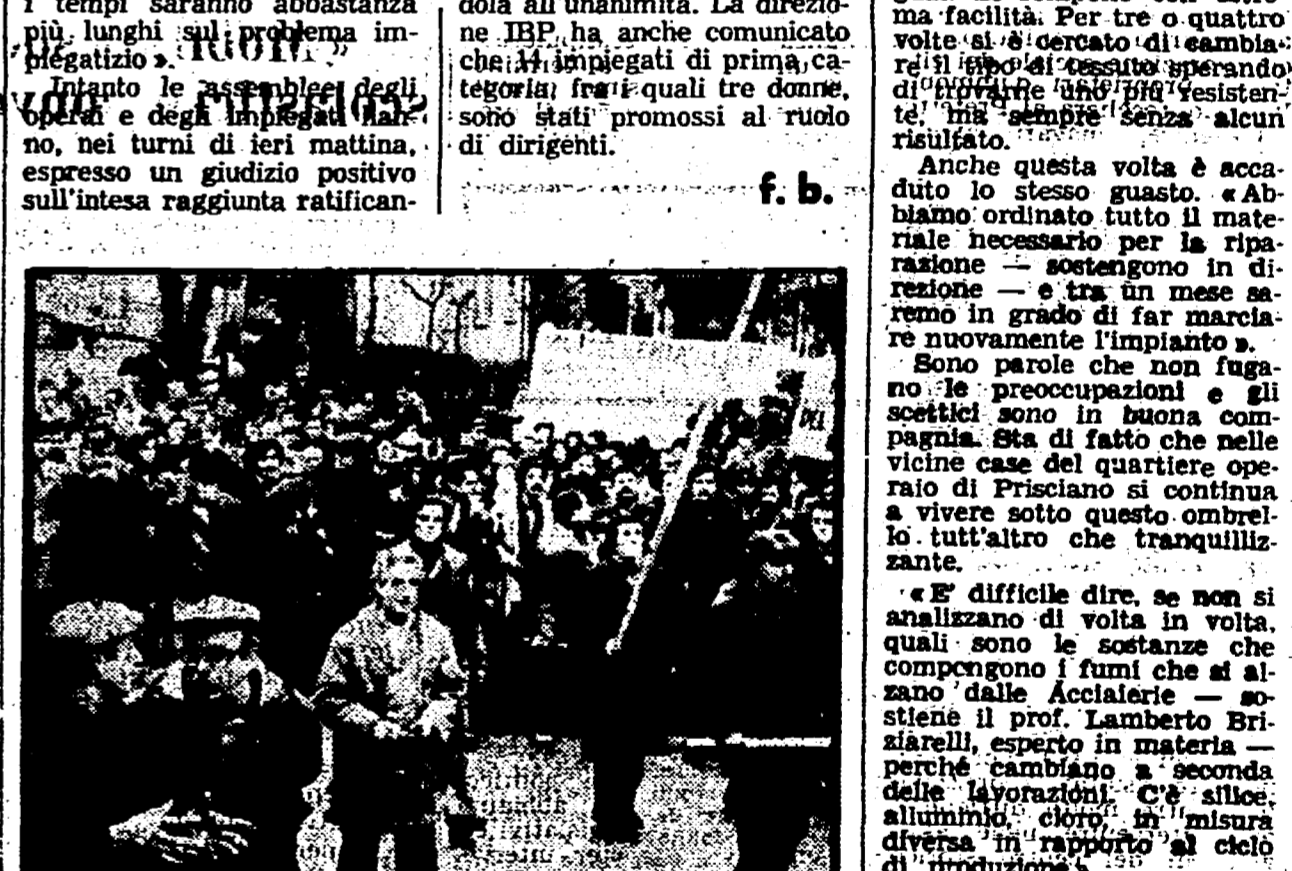 i tempi saranno abbastanza
più lunghi sul problema im-
piegatizio ».
Intanto le assemblee degli
operai e degli impiegati han-
no, nei turni di ieri mattina,
espresso un giudizio positivo
sull'intesa raggiunta ratifican-
dola all'unanimità. La direzio-
ne IBP ha anche comunicato
che 14 impiegati di prima ca-
tegoria, fra i quali tre donne,
sono stati promossi al ruolo
di dirigenti.
f. b.
ma facilità. Per tre o quattro
volte si è cercato di cambia-
re il tipo di tessuto sperando
di trovarne uno più resisten-
te, ma sempre senza alcun
risultato.
Anche questa volta è acca-
duto lo stesso guasto. « Ab-
biamo ordinato tutto il mate-
riale necessario per la ripa-
razione — sostengono in di-
rezione — e tra un mese sa-
remo in grado di far marcia-
re nuovamente l'impianto ».
Sono parole che non fuga-
no le preoccupazioni e gli
scettici sono in buona com-
pagnia. Sta di fatto che nelle
vicine case del quartiere ope-
raio di Prisciano si continua
a vivere sotto questo ombrel-
lo tutt'altro che tranquilliz-
zante.
« E' difficile dire, se non si
analizzano di volta in volta,
quali sono le sostanze che
compongono i fumi che si al-
zano dalle Acciaierie — so-
stiene il prof. Lamberto Bri-
ziarelli, esperto in materia —
perché cambiano a seconda
delle lavorazioni. C'è silice,
alluminio, cloro in misura
diversa in rapporto al ciclo
di produzione ».